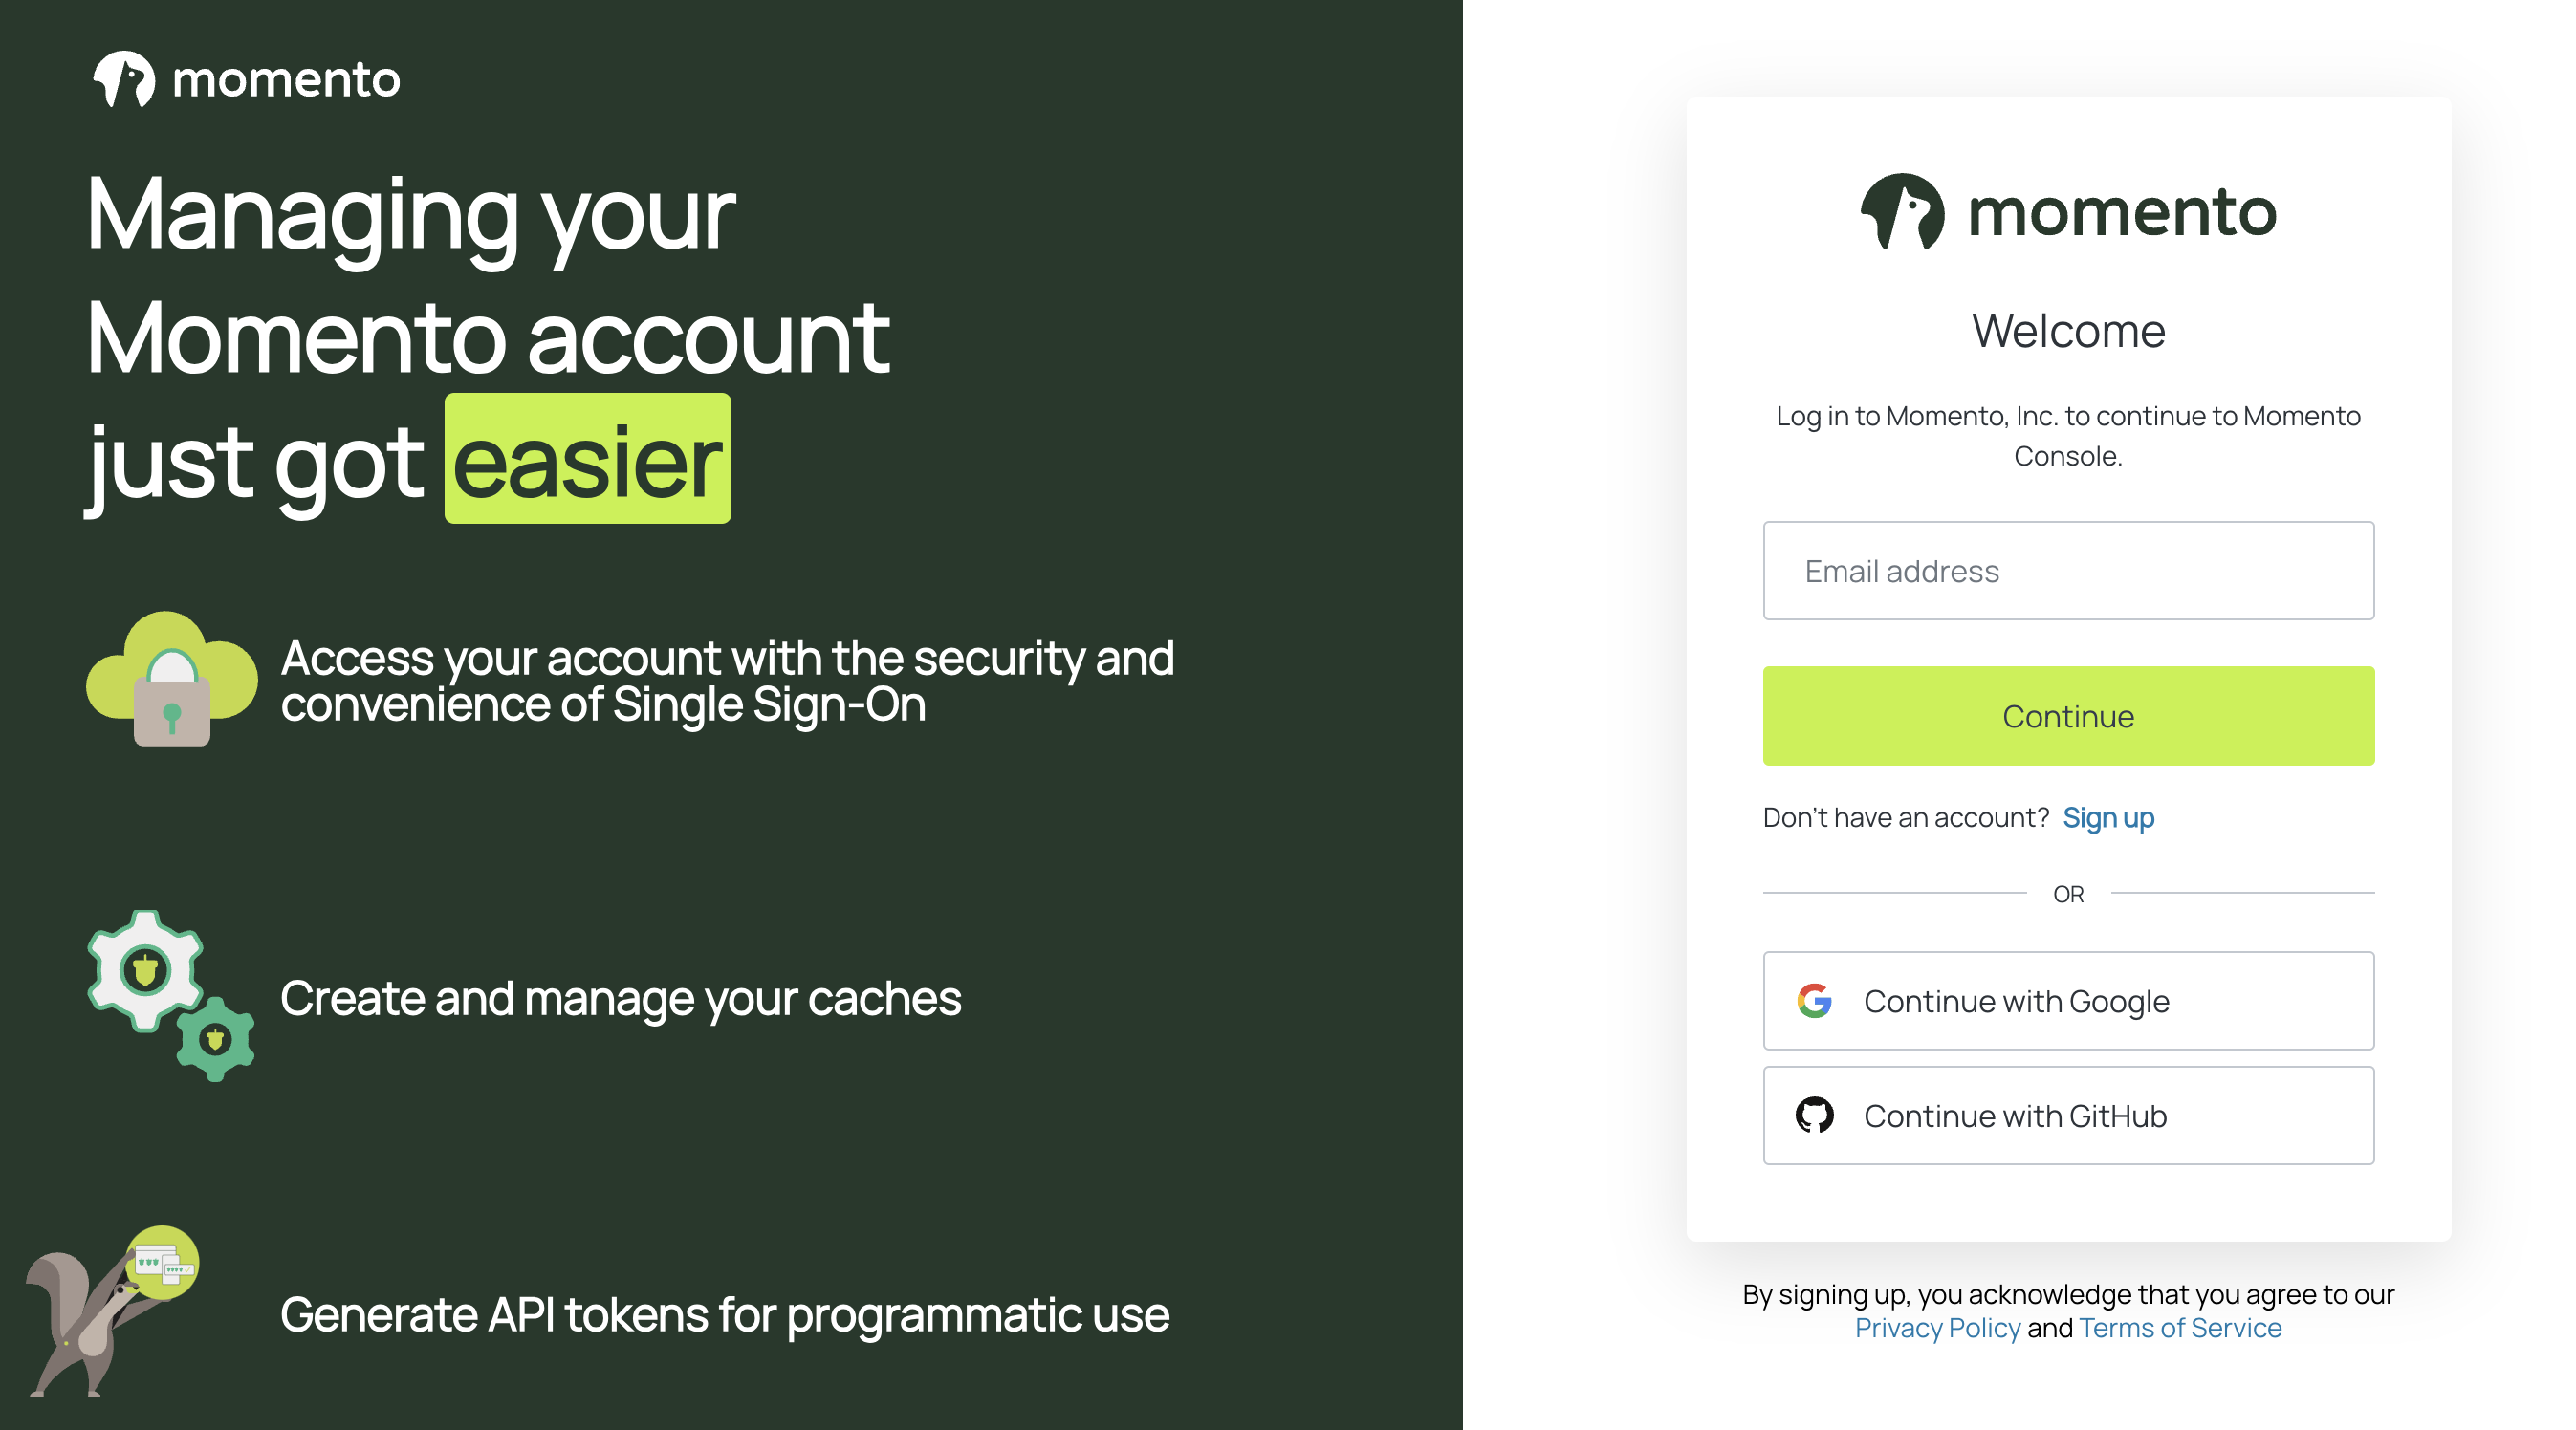 momento
Managing your
Momento account
just got easier
Access your account with the security and
convenience of Single Sign-On
Create and manage your caches
Generate API tokens for programmatic use
momento
Welcome
Log in to Momento, Inc. to continue to Momento
Console.
Email address
Continue
Don't have an account? Sign up
OR
Continue with Google
Continue with GitHub
By signing up, you acknowledge that you agree to our
Privacy Policy and Terms of Service